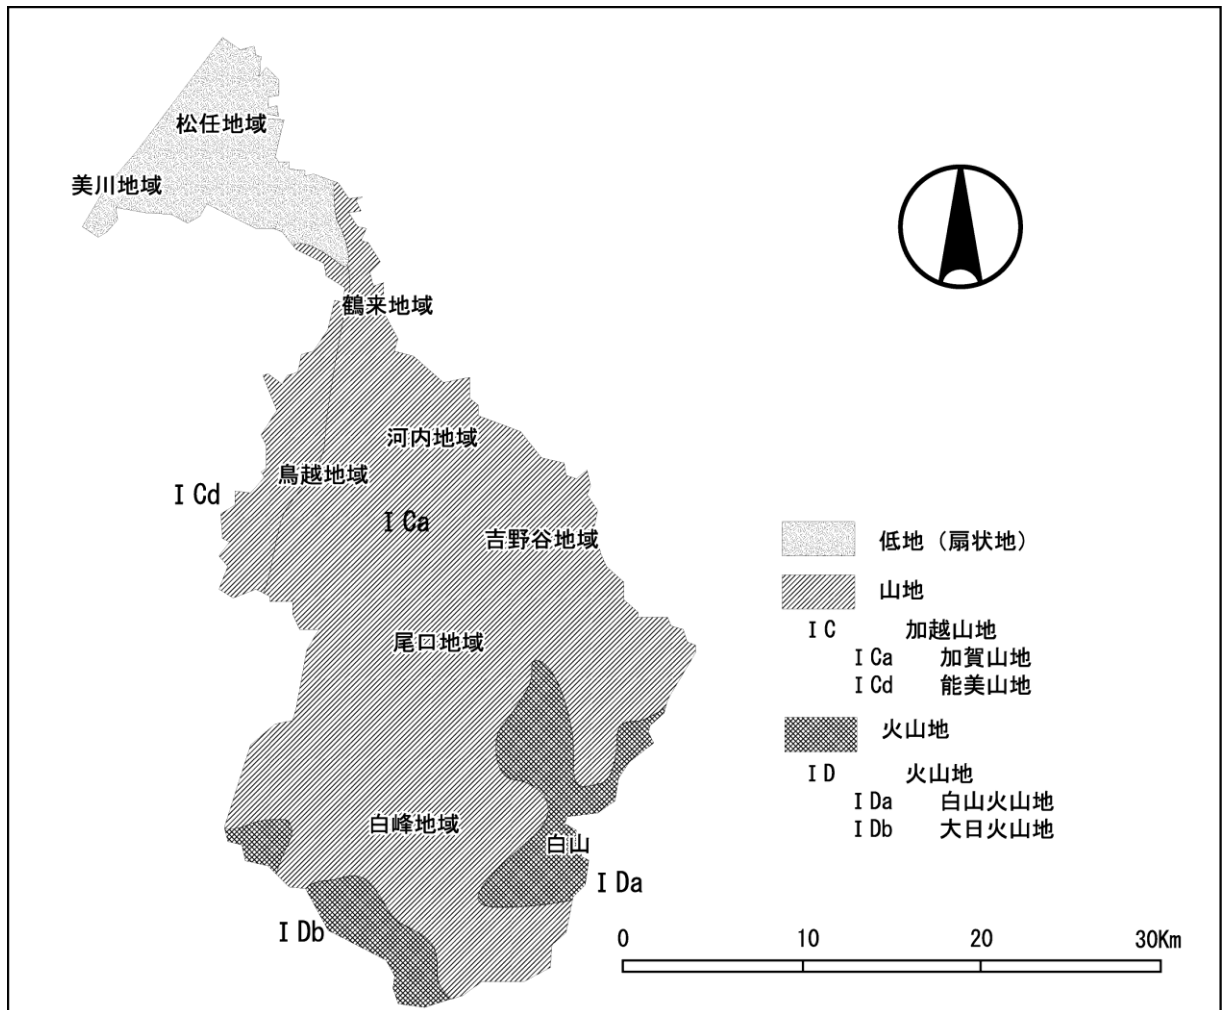 松任地域
美川地域
鶴来地域
河内地域
鳥越地域
I Cd
I Ca
吉野谷地域
尾口地域
白峰地域
白山
I Da
I Db
低地（扇状地）
山地
I C 加越山地
I Ca 加賀山地
I Cd 能美山地
火山地
I D 火山地
I Da 白山火山地
I Db 大日火山地
0 10 20 30Km